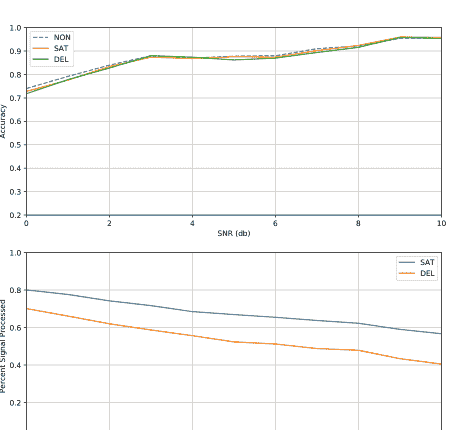 NON
SAT
DEL
1.0
0.9
0.8
0.7
0.6
0.5
0.4
0.3
0.2
Accuracy
0 2 4 6 8 10
SNR (db)
SAT
DEL
1.0
0.8
0.6
0.4
0.2
Percent Signal Processed